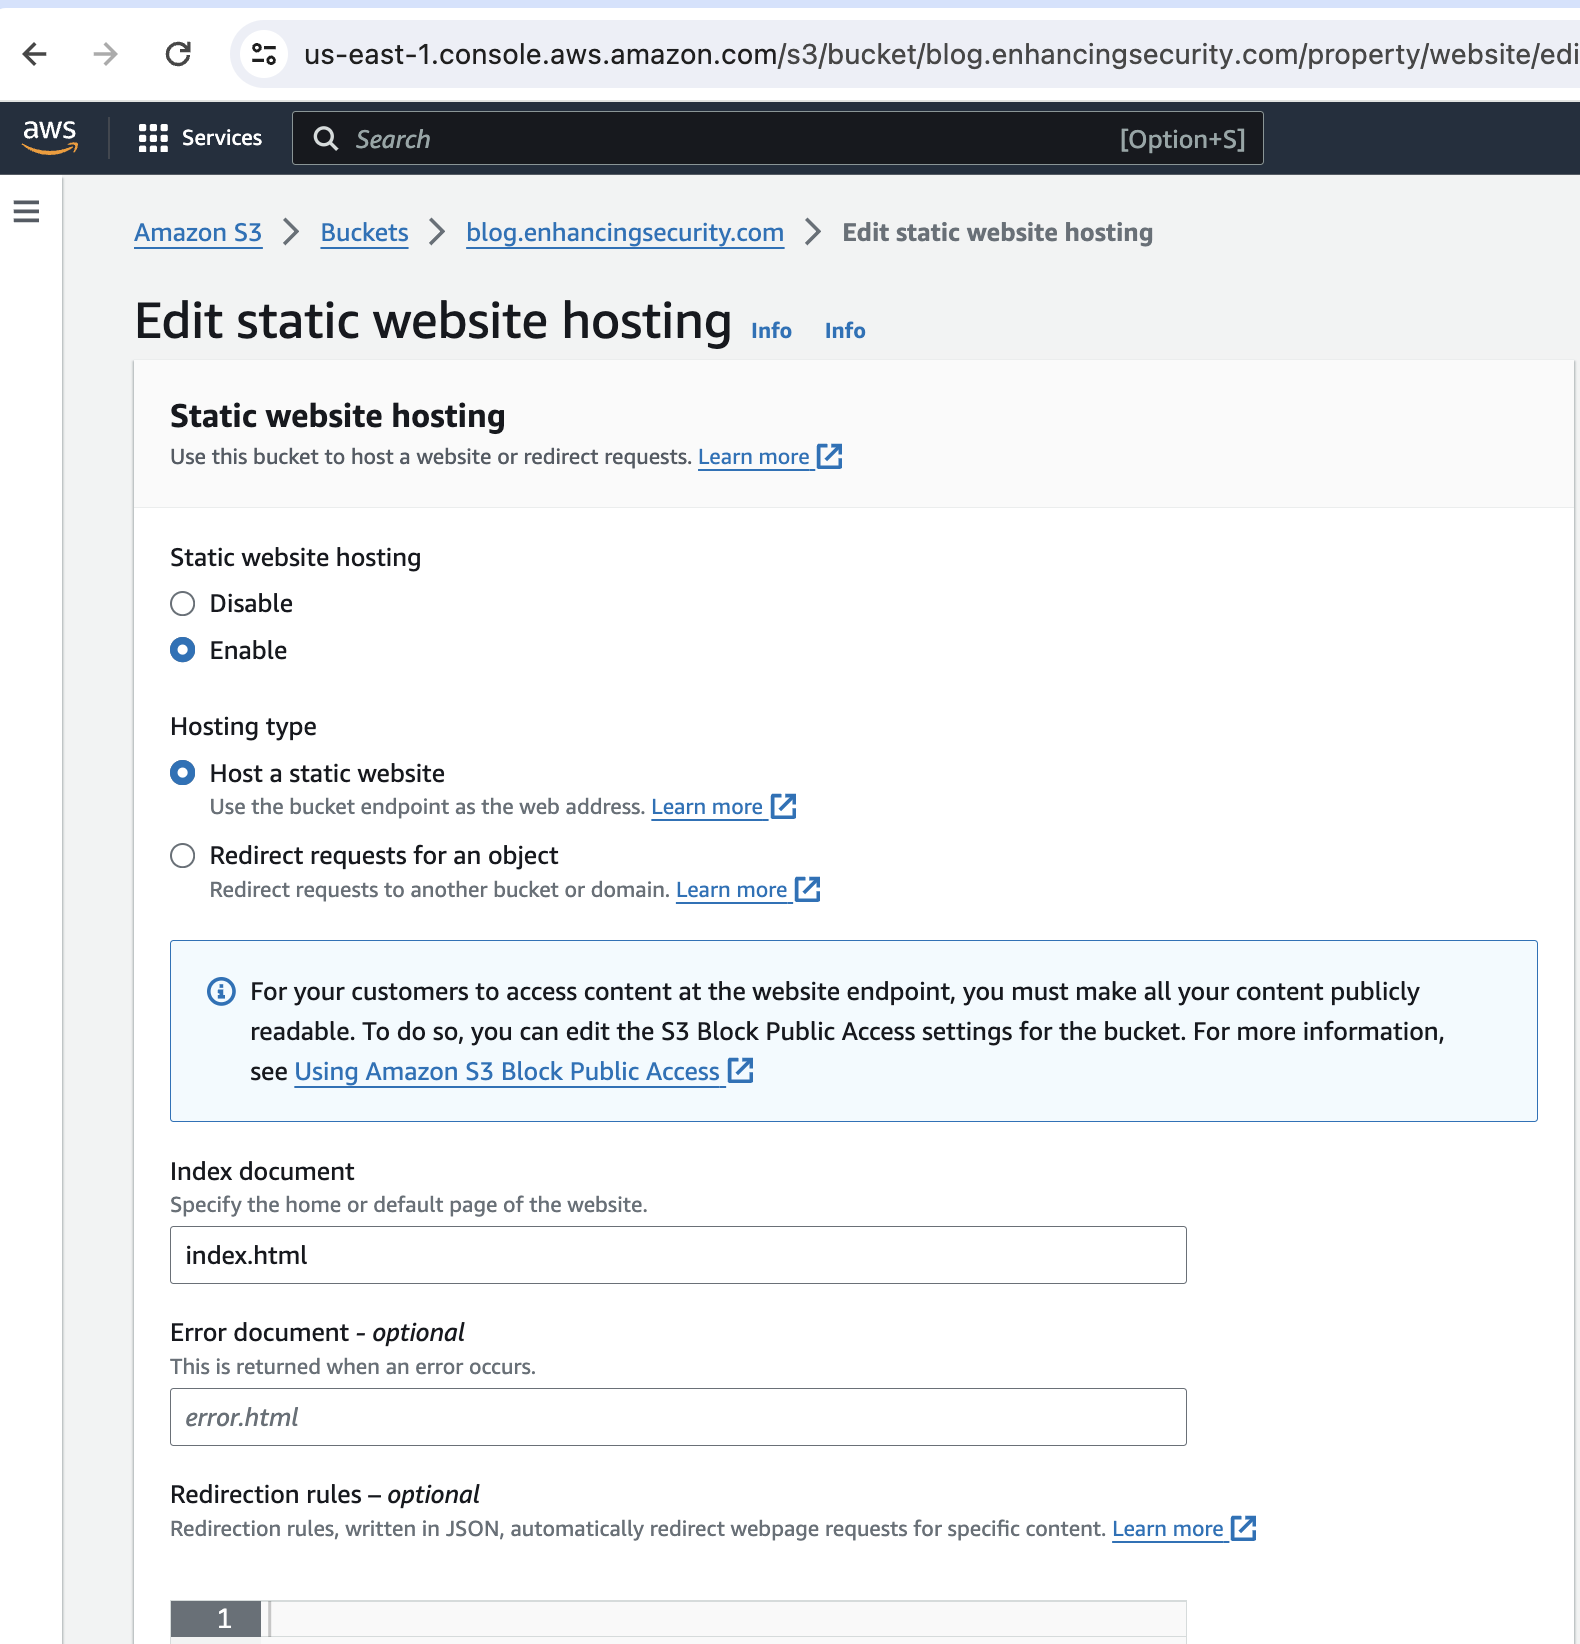 us-east-1.console.aws.amazon.com/s3/bucket/blog.enhancingsecurity.com/property/website/edi
aws Services Search [Option+S]
Amazon S3 Buckets blog.enhancingsecurity.com Edit static website hosting
Edit static website hosting Info Info
Static website hosting
Use this bucket to host a website or redirect requests. Learn more
Static website hosting
Disable
Enable
Hosting type
Host a static website
Use the bucket endpoint as the web address. Learn more
Redirect requests for an object
Redirect requests to another bucket or domain. Learn more
For your customers to access content at the website endpoint, you must make all your content publicly
readable. To do so, you can edit the S3 Block Public Access settings for the bucket. For more information,
see Using Amazon S3 Block Public Access
Index document
Specify the home or default page of the website.
index.html
Error document - optional
This is returned when an error occurs.
error.html
Redirection rules – optional
Redirection rules, written in JSON, automatically redirect webpage requests for specific content. Learn more
1